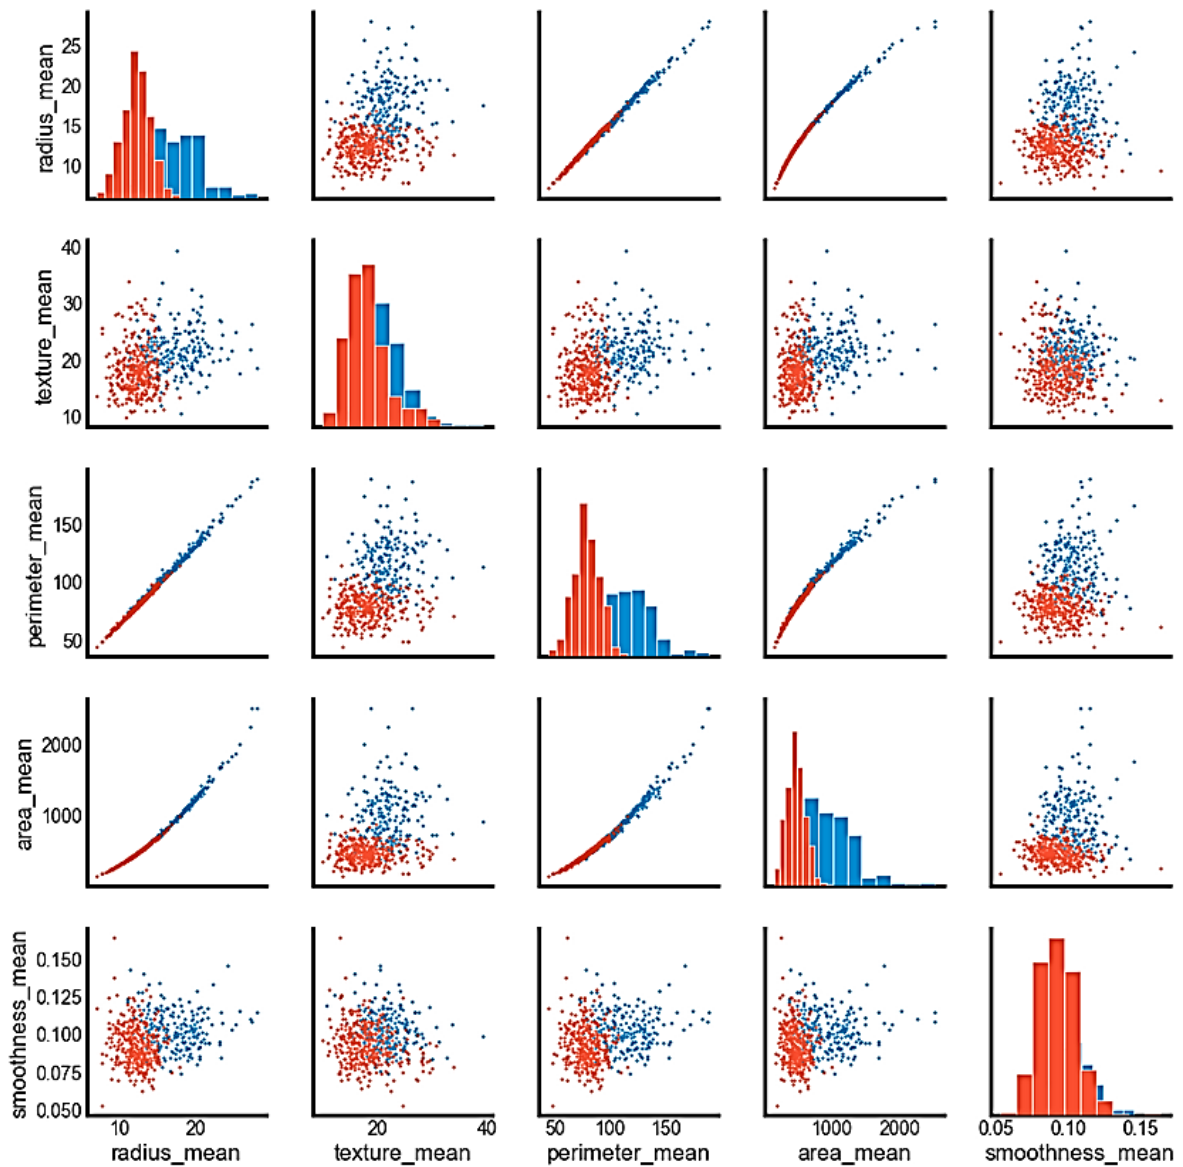 radius_mean
25
20
15
10
texture_mean
40
30
20
10
perimeter_mean
150
100
50
area_mean
2000
1000
smoothness_mean
0.150
0.125
0.100
0.075
0.050
10 20
20 40
50 100 150
1000 2000
0.05 0.10 0.15
radius_mean texture_mean perimeter_mean area_mean smoothness_mean